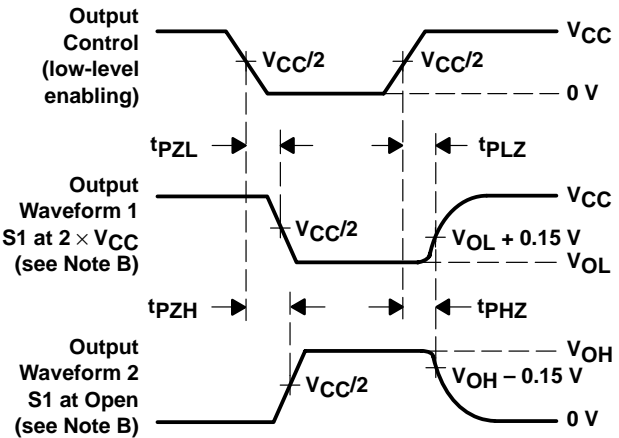 Output
Control
(low-level
enabling)
VCC/2
VCC/2
VCC
0 V
tPZL
tPLZ
Output
Waveform 1
S1 at 2 × VCC
(see Note B)
VCC/2
VCC
VOL + 0.15 V
VOL
tPZH
tPHZ
Output
Waveform 2
S1 at Open
(see Note B)
VCC/2
VOH
VOH – 0.15 V
0 V